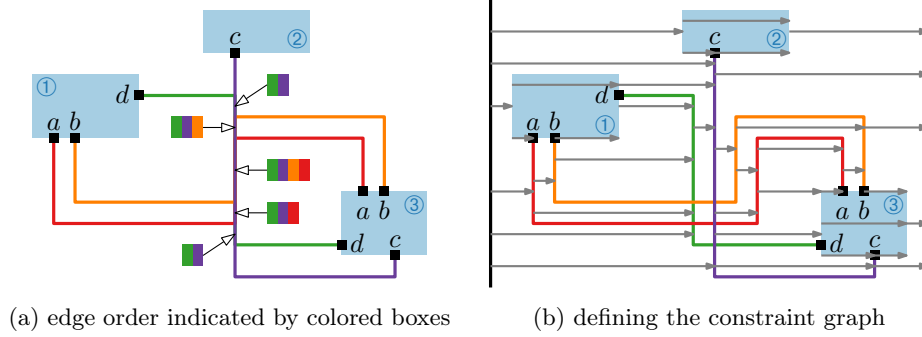 c ② c ②
① d d
a b a b ①
③ ③
a b a b
d c d c
(a) edge order indicated by colored boxes
(b) defining the constraint graph